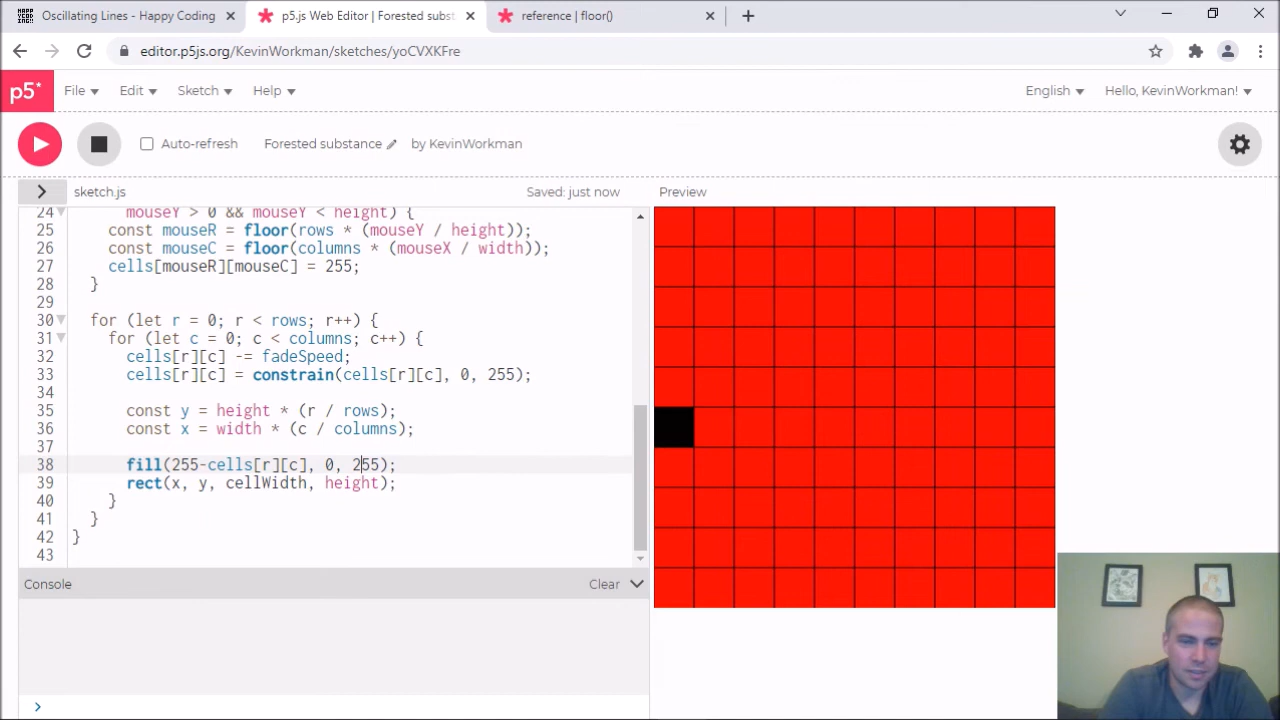 Oscillating Lines - Happy Coding
p5.js Web Editor | Forested subst
reference | floor()
editor.p5js.org/KevinWorkman/sketches/yoCVXKFre
p5* File Edit Sketch Help English Hello, KevinWorkman!
Auto-refresh Forested substance by KevinWorkman
sketch.js Saved: just now Preview
24 mouseY > 0 && mouseY < height) {
25 const mouseR = floor(rows * (mouseY / height));
26 const mouseC = floor(columns * (mouseX / width));
27 cells[mouseR][mouseC] = 255;
28 }
29
30 for (let r = 0; r < rows; r++) {
31 for (let c = 0; c < columns; c++) {
32 cells[r][c] -= fadeSpeed;
33 cells[r][c] = constrain(cells[r][c], 0, 255);
34
35 const y = height * (r / rows);
36 const x = width * (c / columns);
37
38 fill(255-cells[r][c], 0, 255);
39 rect(x, y, cellWidth, height);
40 }
41 }
42 }
43
Console Clear
>